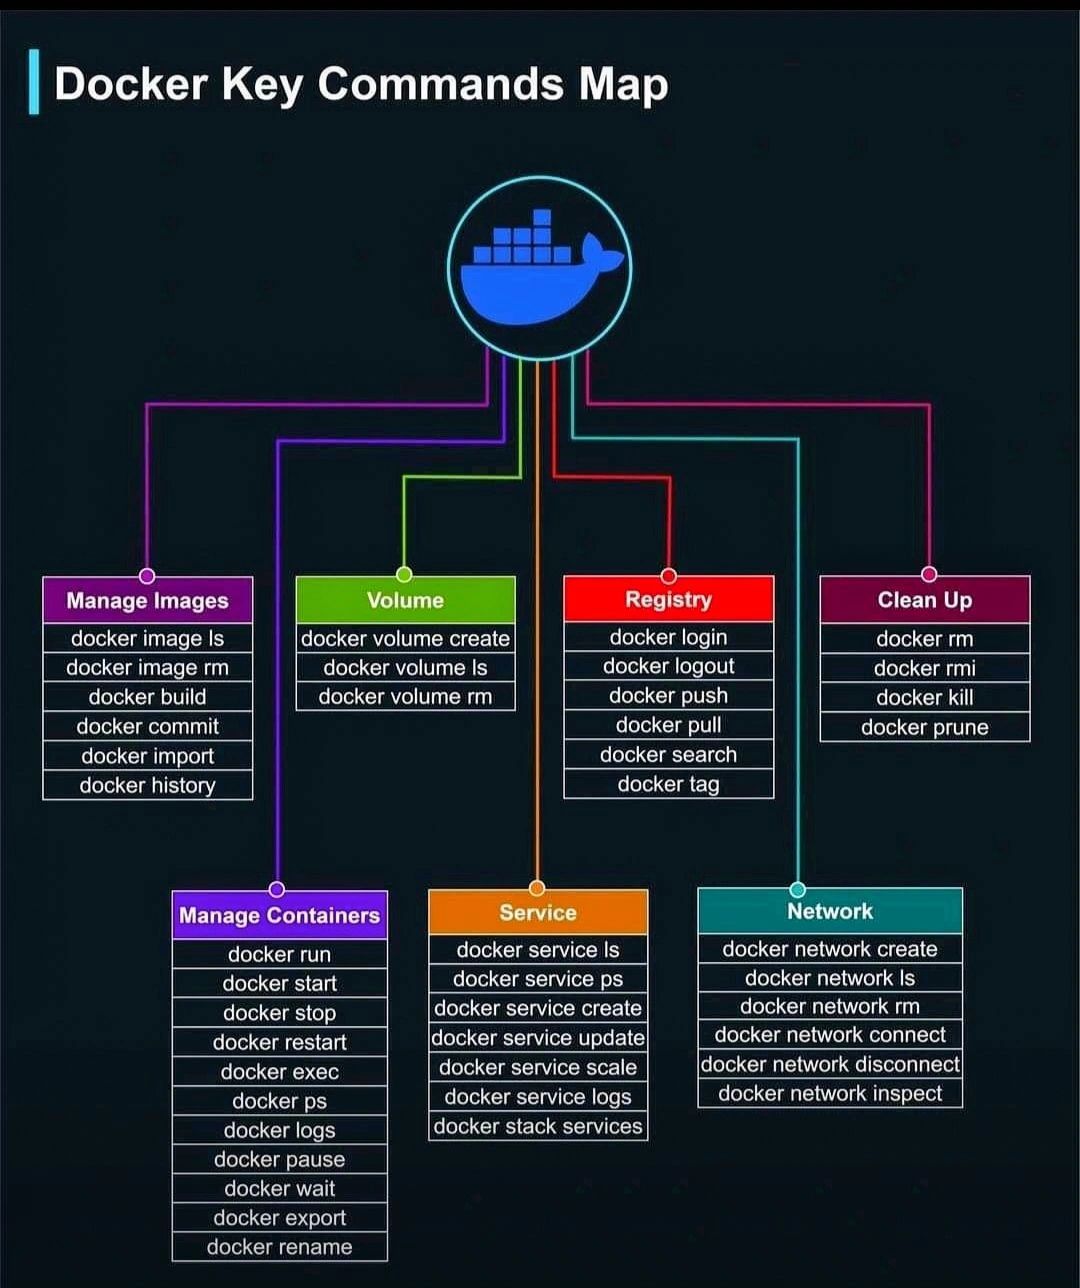 Docker Key Commands Map
Manage Images
docker image ls
docker image rm
docker build
docker commit
docker import
docker history
Volume
docker volume create
docker volume ls
docker volume rm
Registry
docker login
docker logout
docker push
docker pull
docker search
docker tag
Clean Up
docker rm
docker rmi
docker kill
docker prune
Manage Containers
docker run
docker start
docker stop
docker restart
docker exec
docker ps
docker logs
docker pause
docker wait
docker export
docker rename
Service
docker service ls
docker service ps
docker service create
docker service update
docker service scale
docker service logs
docker stack services
Network
docker network create
docker network ls
docker network rm
docker network connect
docker network disconnect
docker network inspect